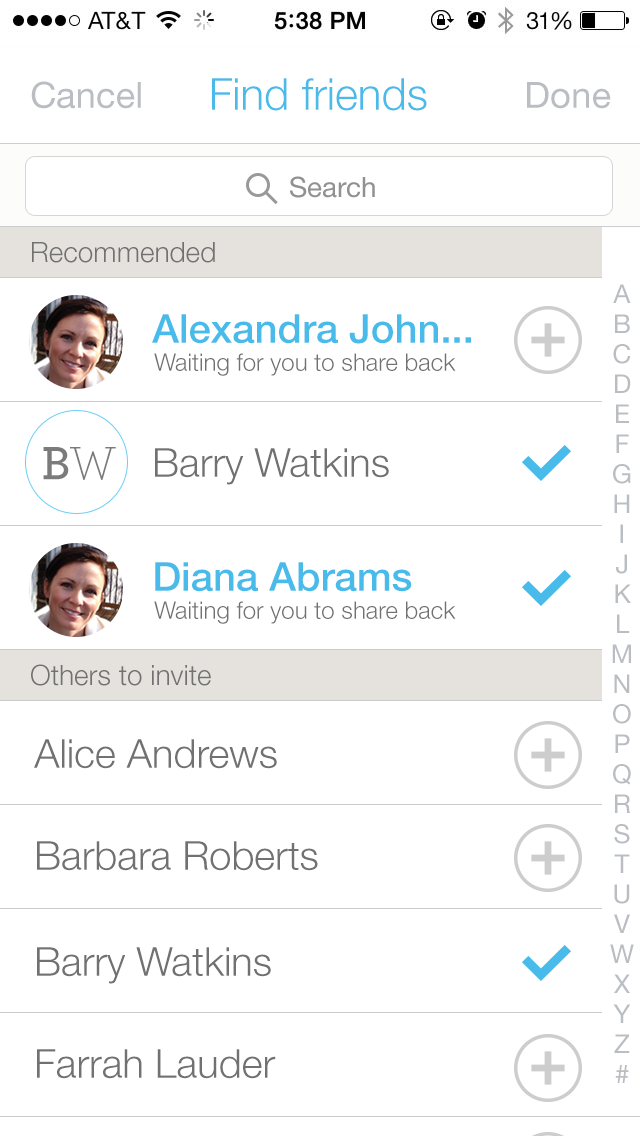 AT&T 5:38 PM 31%
Cancel Find friends Done
Search
Recommended
Alexandra John...
Waiting for you to share back
BW Barry Watkins
Diana Abrams
Waiting for you to share back
Others to invite
Alice Andrews
Barbara Roberts
Barry Watkins
Farrah Lauder
A
B
C
D
E
F
G
H
I
J
K
L
M
N
O
P
Q
R
S
T
U
V
W
X
Y
Z
#